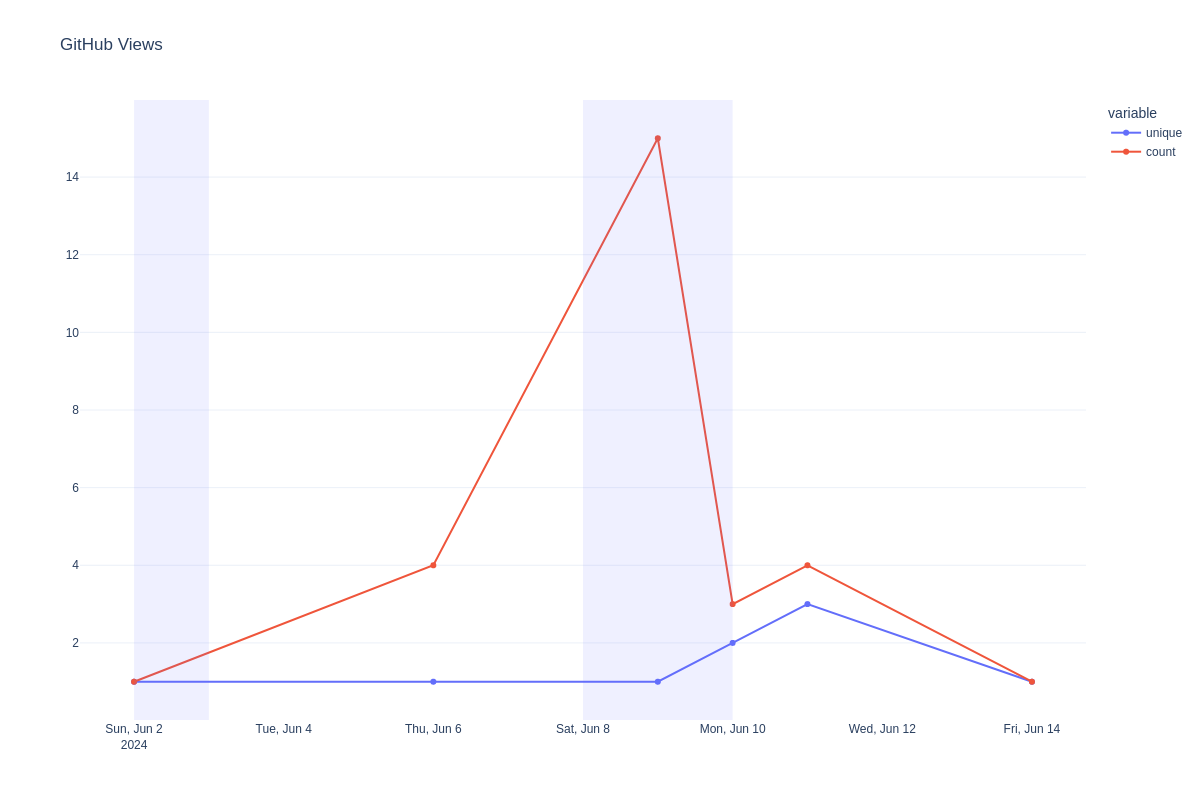 GitHub Views
variable
unique
count
14
12
10
8
6
4
2
Sun, Jun 2
2024
Tue, Jun 4
Thu, Jun 6
Sat, Jun 8
Mon, Jun 10
Wed, Jun 12
Fri, Jun 14